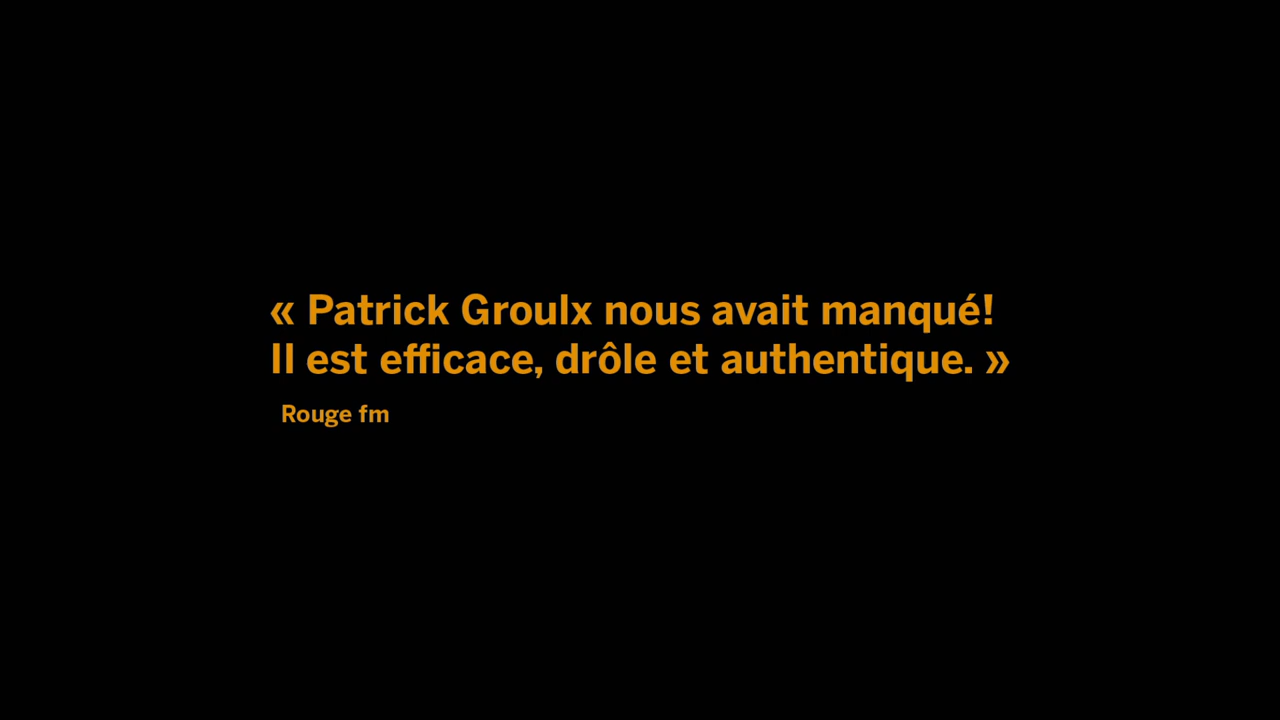 « Patrick Groulx nous avait manqué!
Il est efficace, drôle et authentique. »
Rouge fm